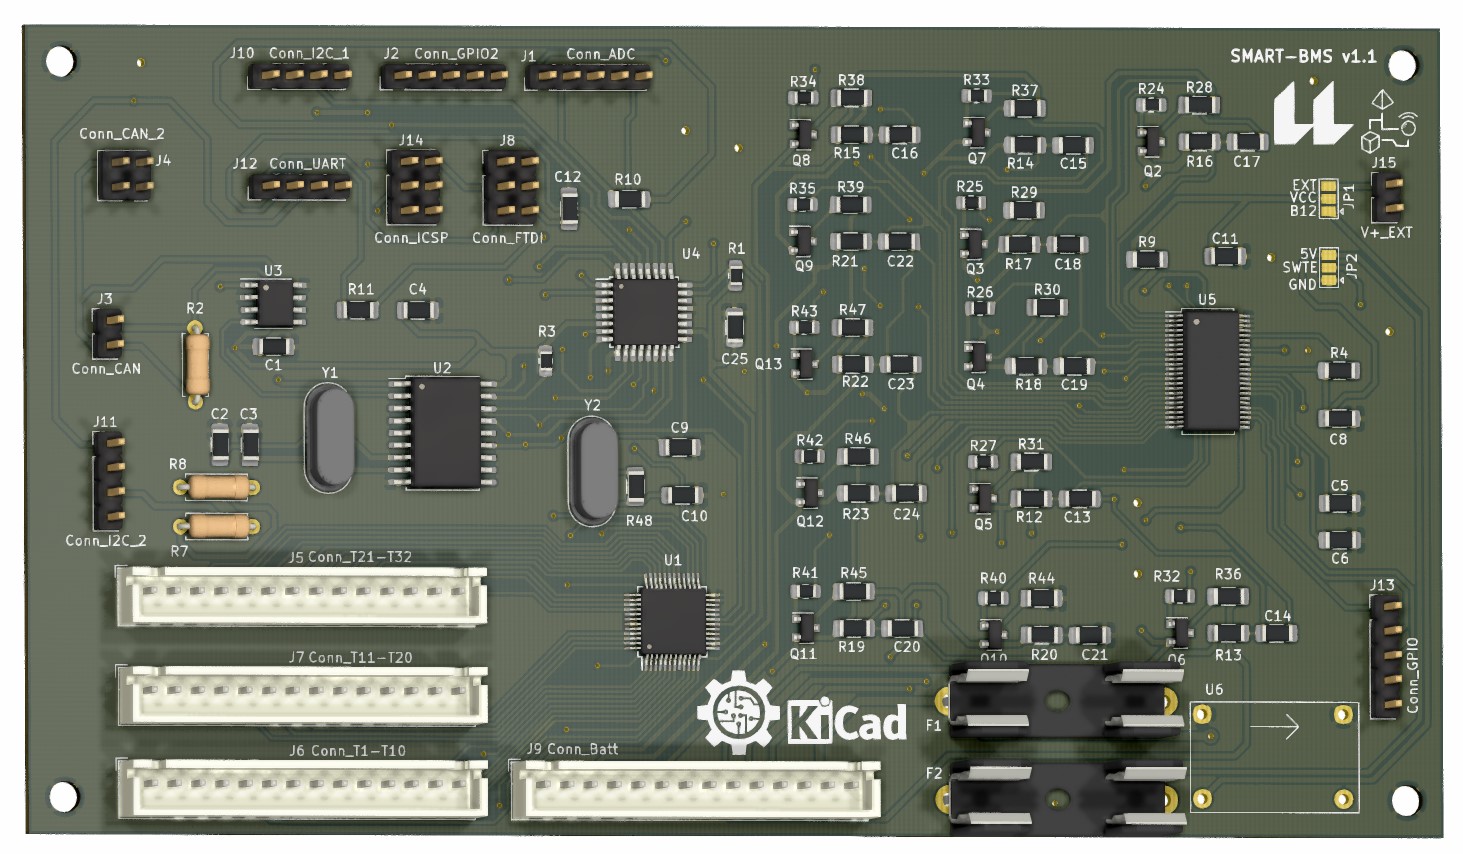 J10 Conn_I2C_1
J2 Conn_GPIO2
J1 Conn_ADC
SMART-BMS v1.1
R34
R38
R33
R37
R24
R28
Conn_CAN_2
J4
J12 Conn_UART
J14
J8
Q8
R15
C16
Q7
R14
C15
Q2
R16
C17
J15
C12
R10
R35
R39
R25
R29
EXT
VCC
B12
JP1
V+_EXT
Conn_ICSP
Conn_FTDI
U4
R1
Q9
R21
C22
Q3
R17
C18
R9
C11
5V
SWTE
GND
JP2
U3
R11
C4
R26
R30
U5
J3
R2
R43
R47
R3
C25
Q13
R22
C23
Q4
R18
C19
R4
Conn_CAN
C1
Y1
U2
Y2
J11
C2
C3
C9
R42
R46
R27
R31
C8
R8
R48
C10
Q12
R23
C24
Q5
R12
C13
C5
Conn_I2C_2
R7
C6
J5 Conn_T21-T32
U1
R41
R45
R40
R44
R32
R36
J13
C14
Q11
R19
C20
Q10
R20
C21
Q6
R13
Conn_GPIO
J7 Conn_T11-T20
U6
KiCad
F1
J6 Conn_T1-T10
J9 Conn_Batt
F2